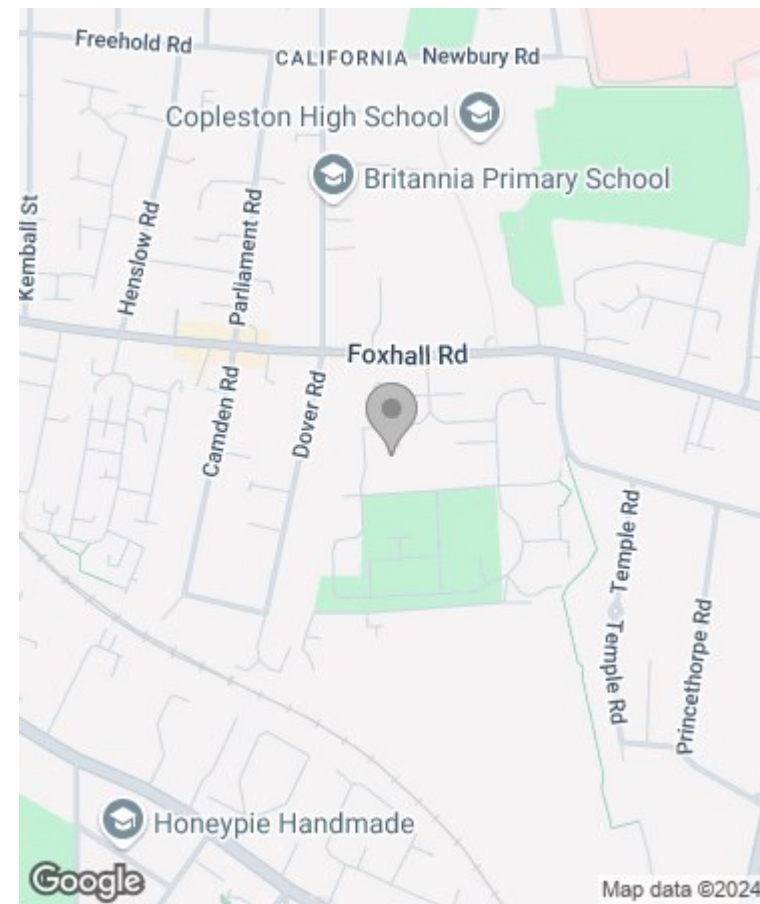 Freehold Rd
CALIFORNIA
Newbury Rd
Copleston High School
Britannia Primary School
Kemball St
Henslow Rd
Parliament Rd
Foxhall Rd
Camden Rd
Dover Rd
Temple Rd
Temple Rd
Princethorpe Rd
Honeypie Handmade
Google
Map data ©2024